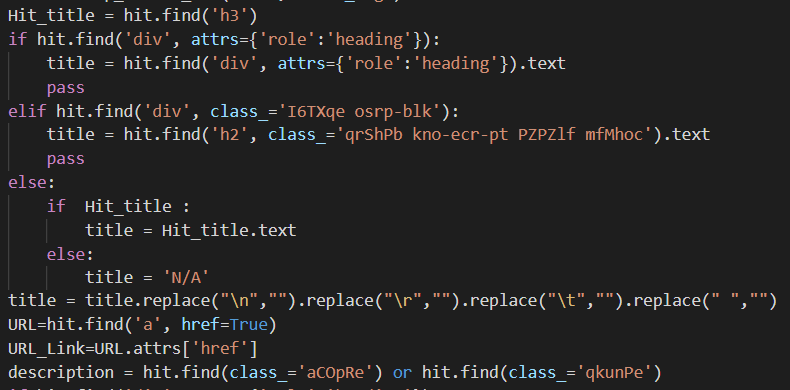 Hit_title = hit.find('h3')
if hit.find('div', attrs={'role':'heading'}):
    title = hit.find('div', attrs={'role':'heading'}).text
    pass
elif hit.find('div', class_='I6TXqe osrp-blk'):
    title = hit.find('h2', class_='qrShPb kno-ecr-pt PZPZlf mfMhoc').text
    pass
else:
    if  Hit_title :
        title = Hit_title.text
    else:
        title = 'N/A'
title = title.replace("\n","").replace("\r","").replace("\t","").replace(" ","")
URL=hit.find('a', href=True)
URL_Link=URL.attrs['href']
description = hit.find(class_='aCOpRe') or hit.find(class_='qkunPe')